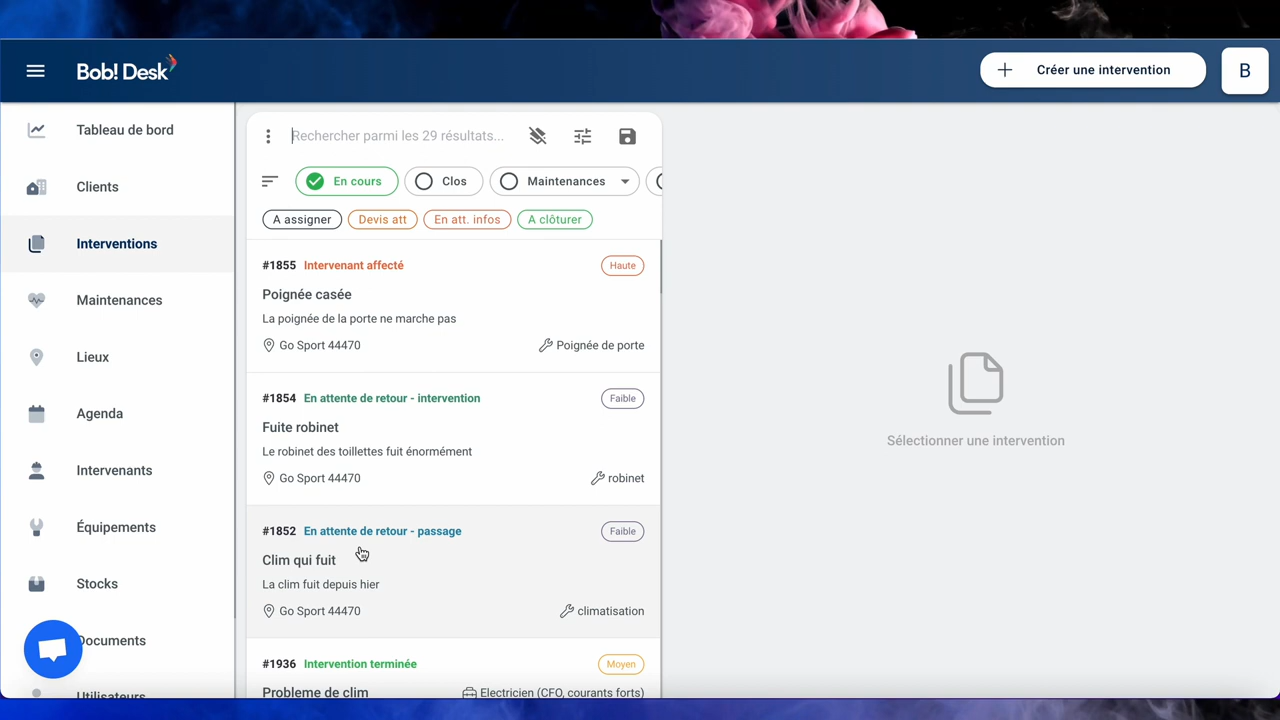 Bob! Desk
Créer une intervention
B
Tableau de bord
Clients
Interventions
Maintenances
Lieux
Agenda
Intervenants
Équipements
Stocks
Documents
Utilisateurs
Rechercher parmi les 29 résultats...
En cours
Clos
Maintenances
A assigner
Devis att
En att. infos
A clôturer
#1855 Intervenant affecté
Haute
Poignée casée
La poignée de la porte ne marche pas
Go Sport 44470
Poignée de porte
#1854 En attente de retour - intervention
Faible
Fuite robinet
Le robinet des toillettes fuit énormément
Go Sport 44470
robinet
#1852 En attente de retour - passage
Faible
Clim qui fuit
La clim fuit depuis hier
Go Sport 44470
climatisation
#1936 Intervention terminée
Moyen
Probleme de clim
Electricien (CFO, courants forts)
Sélectionner une intervention